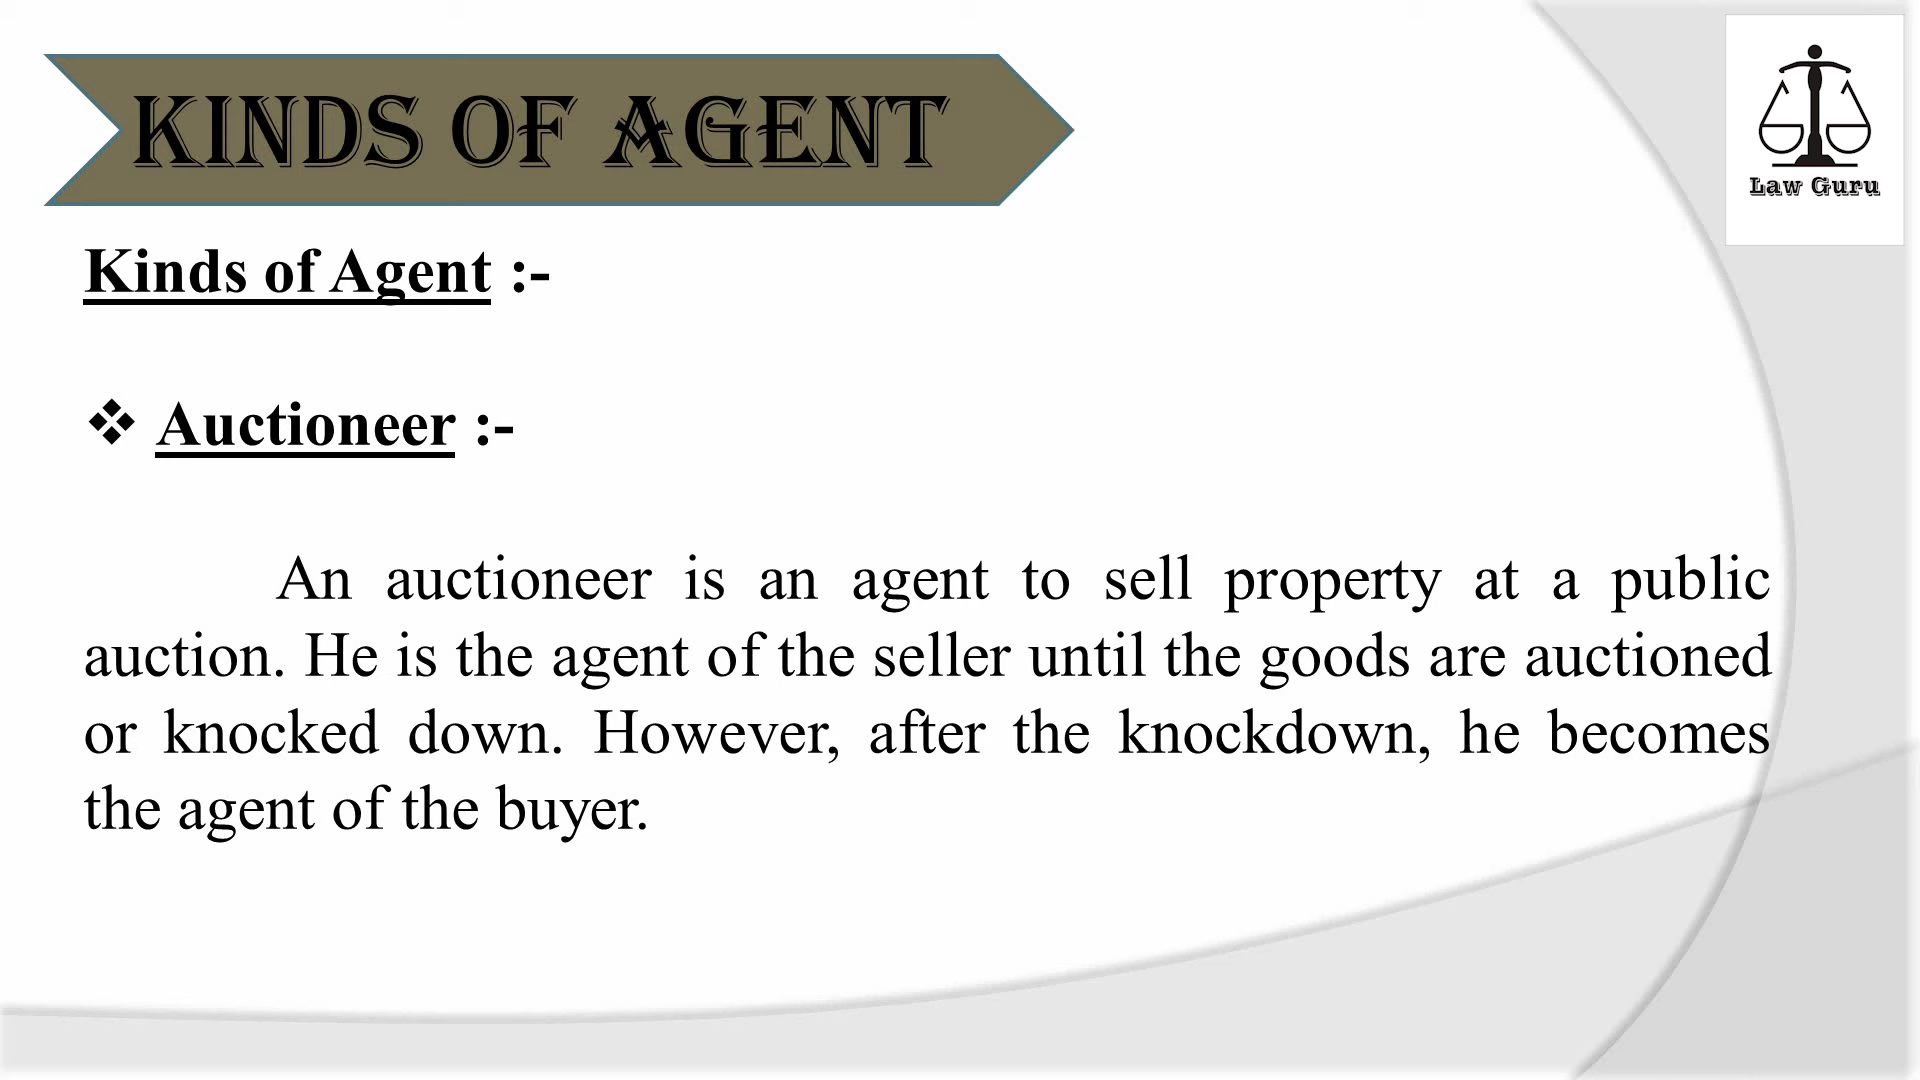 KINDS OF AGENT
Law Guru
Kinds of Agent :-
❖ Auctioneer :-
An auctioneer is an agent to sell property at a public
auction. He is the agent of the seller until the goods are auctioned
or knocked down. However, after the knockdown, he becomes
the agent of the buyer.